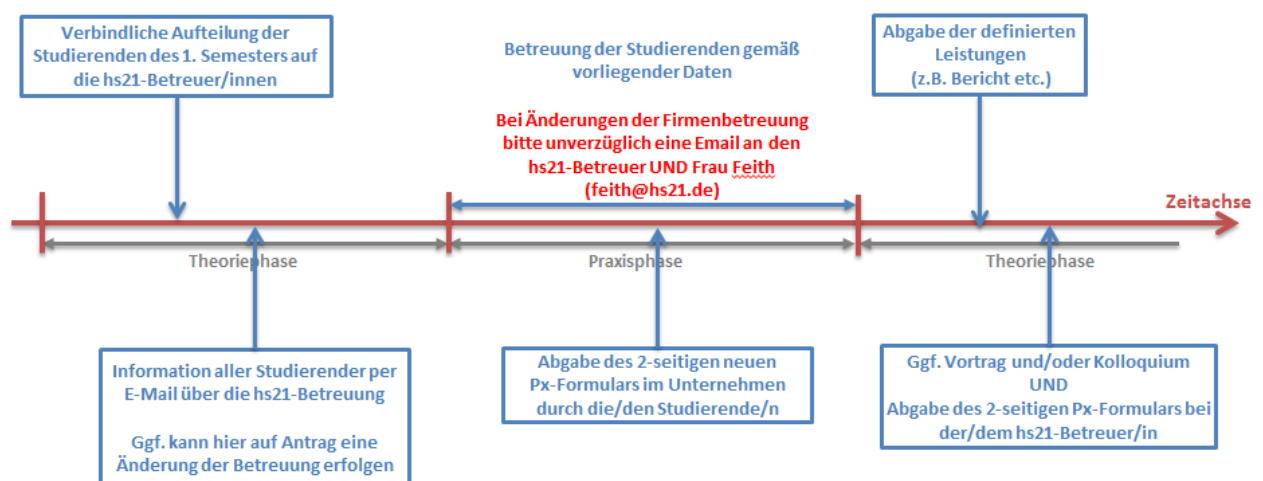 Verbindliche Aufteilung der
Studierenden des 1. Semesters auf
die hs21-Betreuer/innen
Betreuung der Studierenden gemäß
vorliegender Daten
Bei Änderungen der Firmenbetreuung
bitte unverzüglich eine Email an den
hs21-Betreuer UND Frau Feith
(feith@hs21.de)
Abgabe der definierten
Leistungen
(z.B. Bericht etc.)
Zeitachse
Theoriephase
Praxisphase
Theoriephase
Information aller Studierender per
E-Mail über die hs21-Betreuung
Ggf. kann hier auf Antrag eine
Änderung der Betreuung erfolgen
Abgabe des 2-seitigen neuen
Px-Formulars im Unternehmen
durch die/den Studierende/n
Ggf. Vortrag und/oder Kolloquium
UND
Abgabe des 2-seitigen Px-Formulars bei
der/dem hs21-Betreuer/in